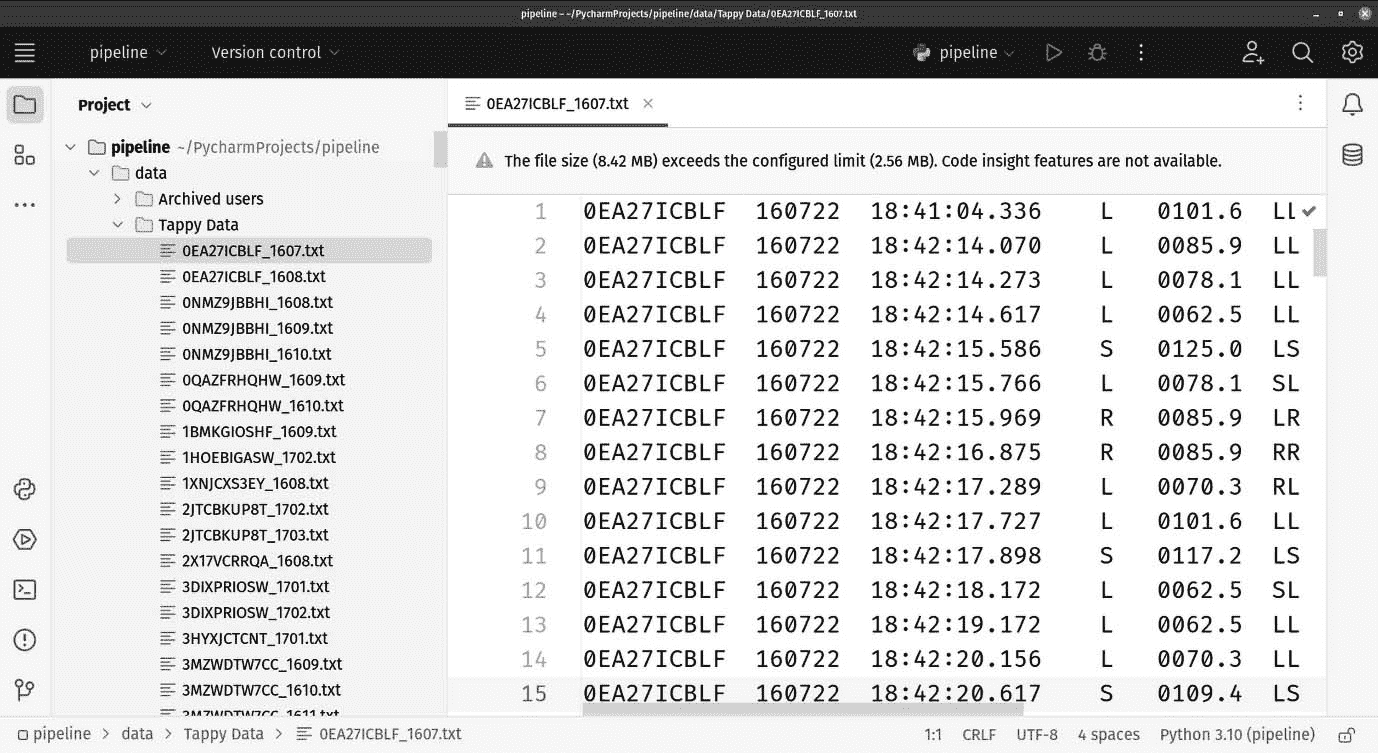 pipeline – ~/PycharmProjects/pipeline/data/Tappy Data/0EA27ICBLF_1607.txt
pipeline Version control pipeline
Project
pipeline ~/PycharmProjects/pipeline
data
Archived users
Tappy Data
0EA27ICBLF_1607.txt
0EA27ICBLF_1608.txt
0NMZ9JBBHI_1608.txt
0NMZ9JBBHI_1609.txt
0NMZ9JBBHI_1610.txt
0QAZFRHQHW_1609.txt
0QAZFRHQHW_1610.txt
1BMKGIOSHF_1609.txt
1HOEBIGASW_1702.txt
1XNJCXS3EY_1608.txt
2JTCBKUP8T_1702.txt
2JTCBKUP8T_1703.txt
2X17VCRRQA_1608.txt
3DIXPRIOSW_1701.txt
3DIXPRIOSW_1702.txt
3HYXJCTCNT_1701.txt
3MZWDTW7CC_1609.txt
3MZWDTW7CC_1610.txt
3MZWDTW7CC_1611.txt
0EA27ICBLF_1607.txt
The file size (8.42 MB) exceeds the configured limit (2.56 MB). Code insight features are not available.
1 0EA27ICBLF 160722 18:41:04.336 L 0101.6 LL
2 0EA27ICBLF 160722 18:42:14.070 L 0085.9 LL
3 0EA27ICBLF 160722 18:42:14.273 L 0078.1 LL
4 0EA27ICBLF 160722 18:42:14.617 L 0062.5 LL
5 0EA27ICBLF 160722 18:42:15.586 S 0125.0 LS
6 0EA27ICBLF 160722 18:42:15.766 L 0078.1 SL
7 0EA27ICBLF 160722 18:42:15.969 R 0085.9 LR
8 0EA27ICBLF 160722 18:42:16.875 R 0085.9 RR
9 0EA27ICBLF 160722 18:42:17.289 L 0070.3 RL
10 0EA27ICBLF 160722 18:42:17.727 L 0101.6 LL
11 0EA27ICBLF 160722 18:42:17.898 S 0117.2 LS
12 0EA27ICBLF 160722 18:42:18.172 L 0062.5 SL
13 0EA27ICBLF 160722 18:42:19.172 L 0062.5 LL
14 0EA27ICBLF 160722 18:42:20.156 L 0070.3 LL
15 0EA27ICBLF 160722 18:42:20.617 S 0109.4 LS
pipeline > data > Tappy Data > 0EA27ICBLF_1607.txt 1:1 CRLF UTF-8 4 spaces Python 3.10 (pipeline)